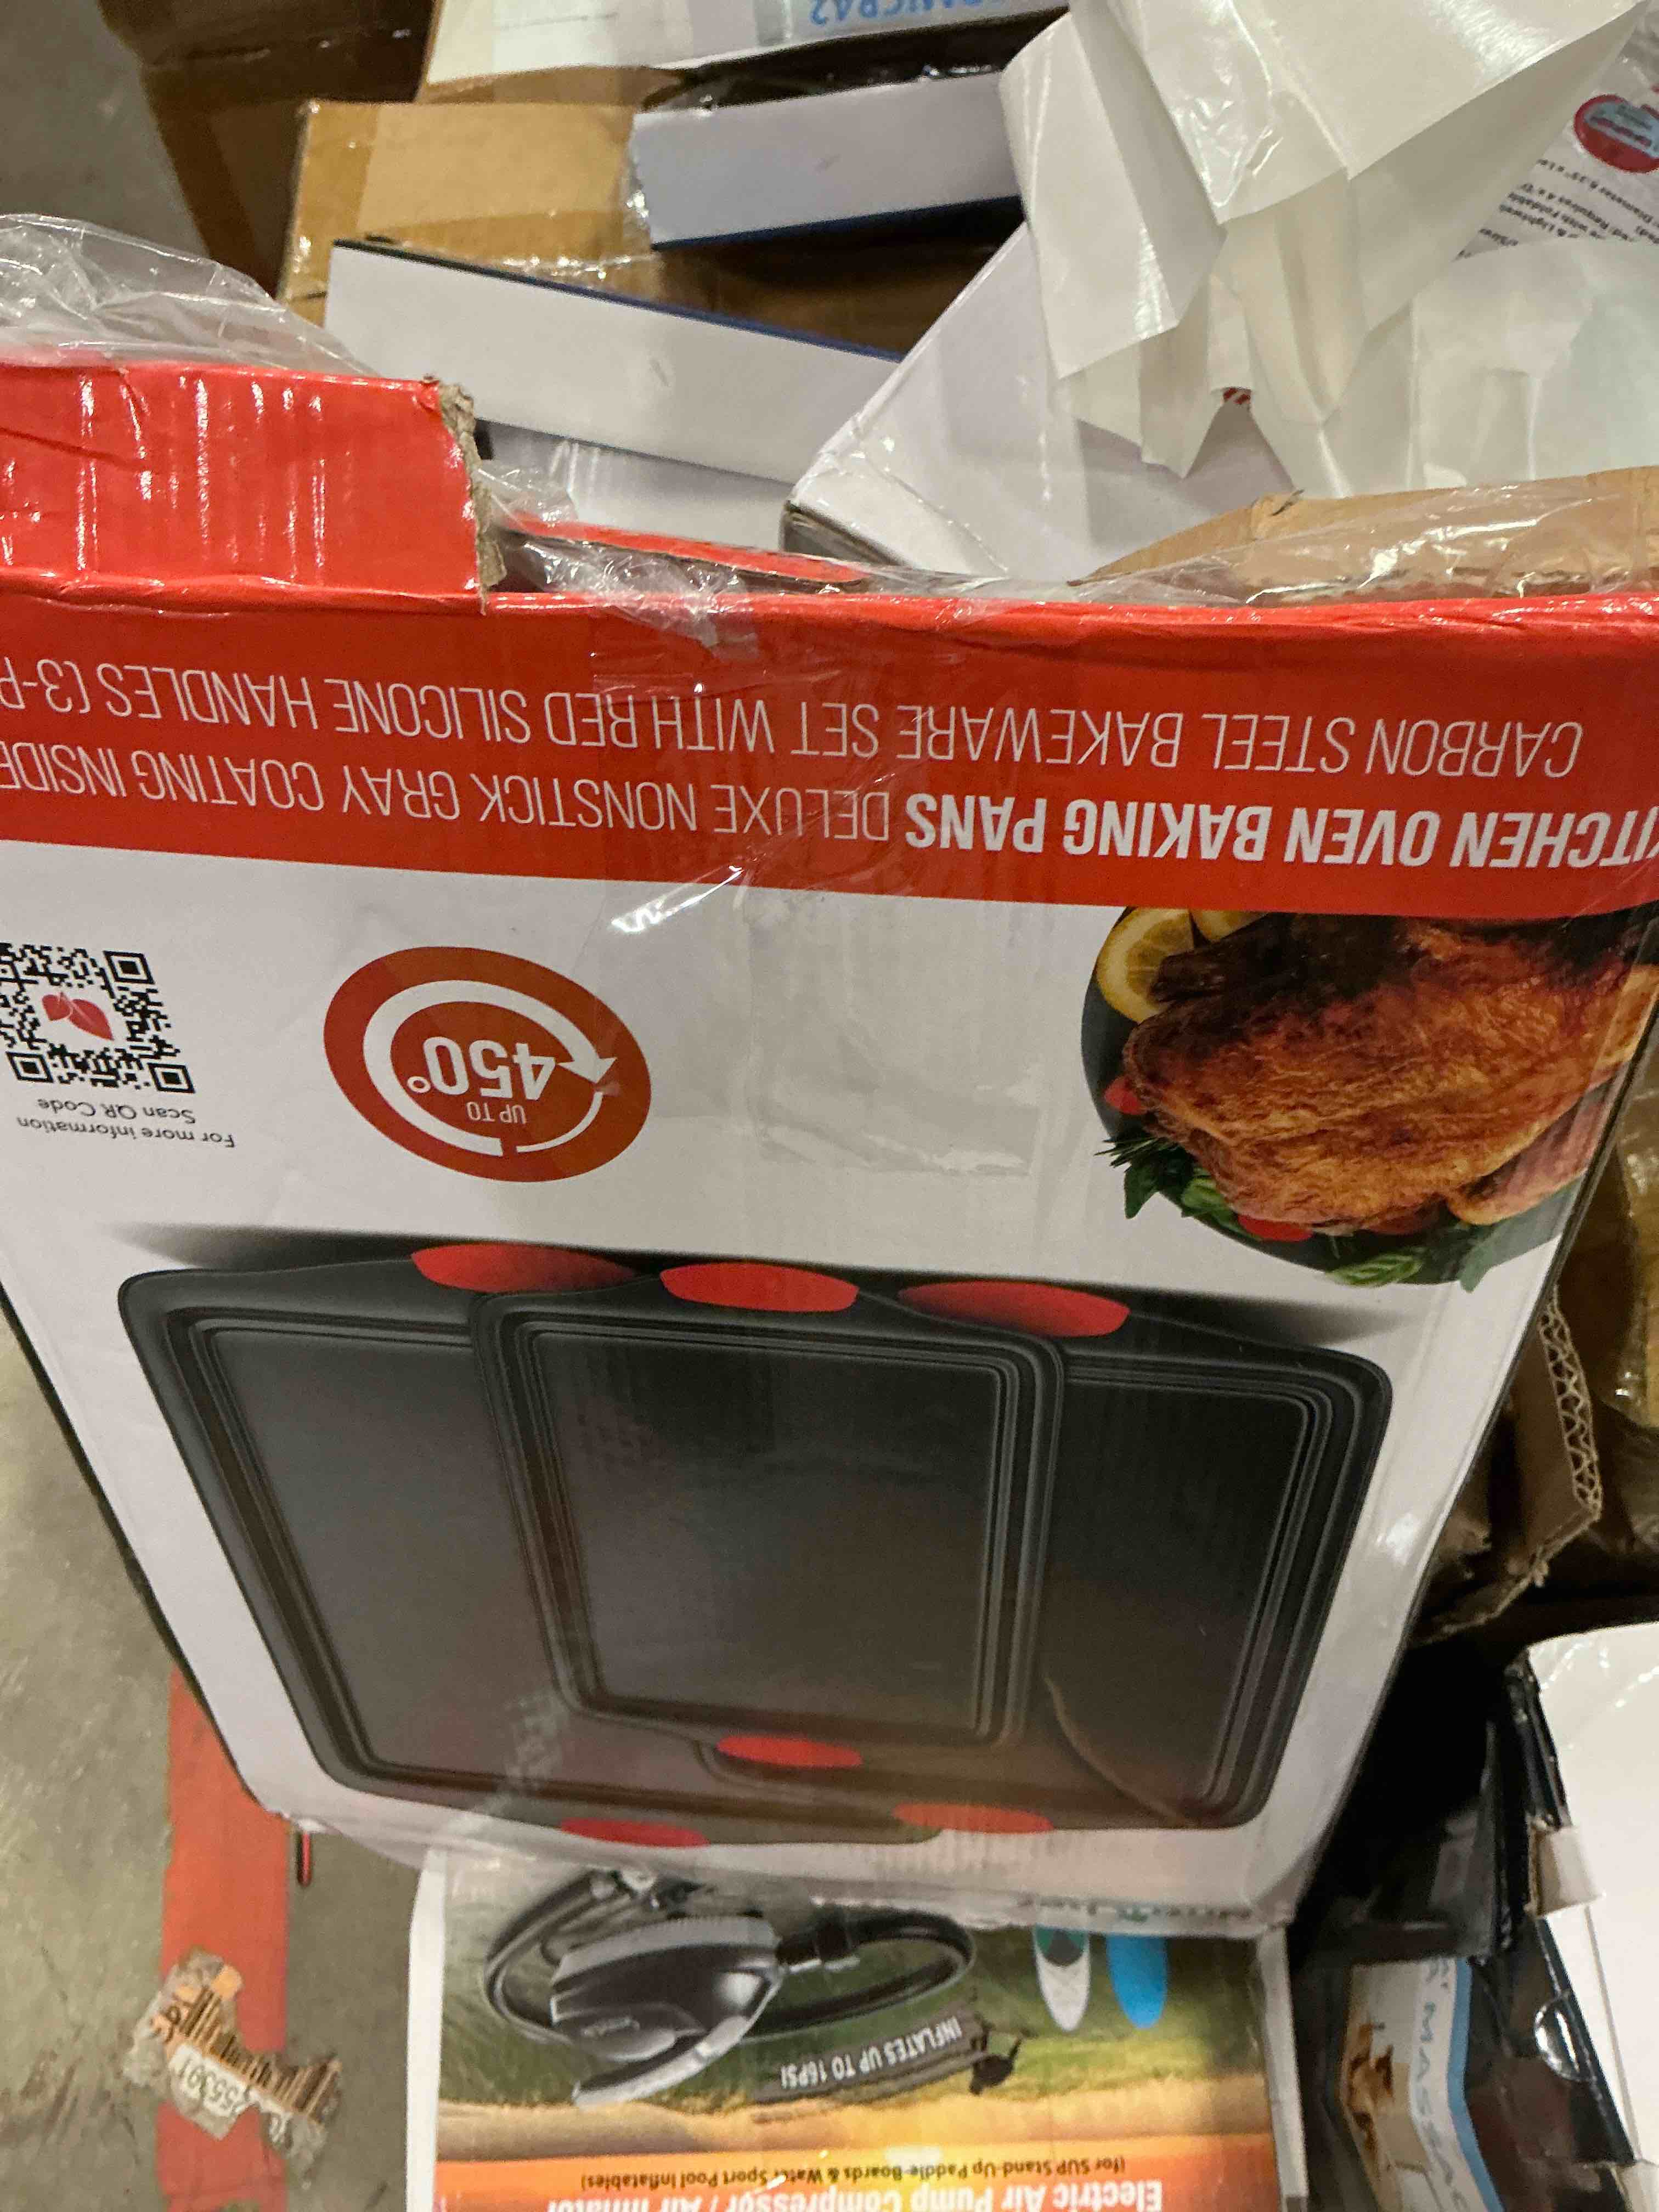 KITCHEN OVEN BAKING PANS DELUXE NONSTICK GRAY COATING INSIDE
CARBON STEEL BAKEWARE SET WITH RED SILICONE HANDLES (3-P
UP TO
450°
For more information
Scan QR Code
Electric Air Pump Compressor / Air Inflator
(for SUP Stand-Up Paddle-Boards & Water Sport Pool Inflatables)
INFLATES UP TO 16PSI